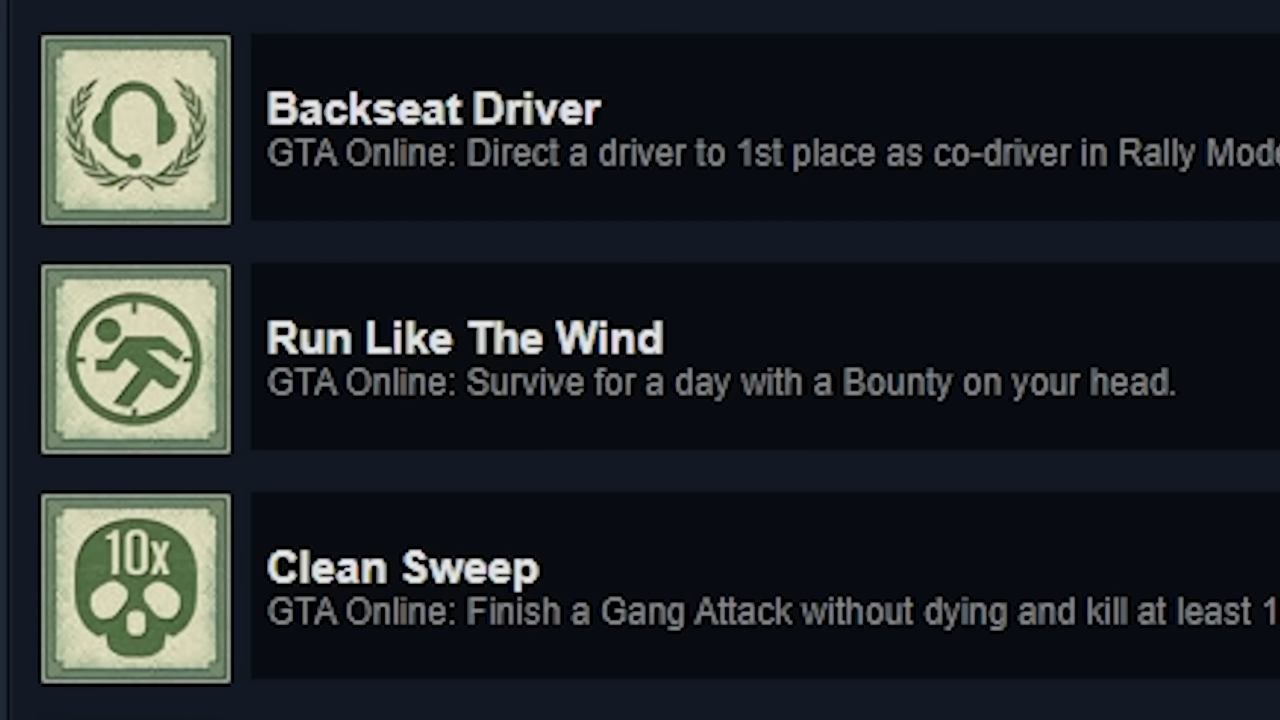 Backseat Driver
GTA Online: Direct a driver to 1st place as co-driver in Rally
Run Like The Wind
GTA Online: Survive for a day with a Bounty on your head.
10x
Clean Sweep
GTA Online: Finish a Gang Attack without dying and kill at least